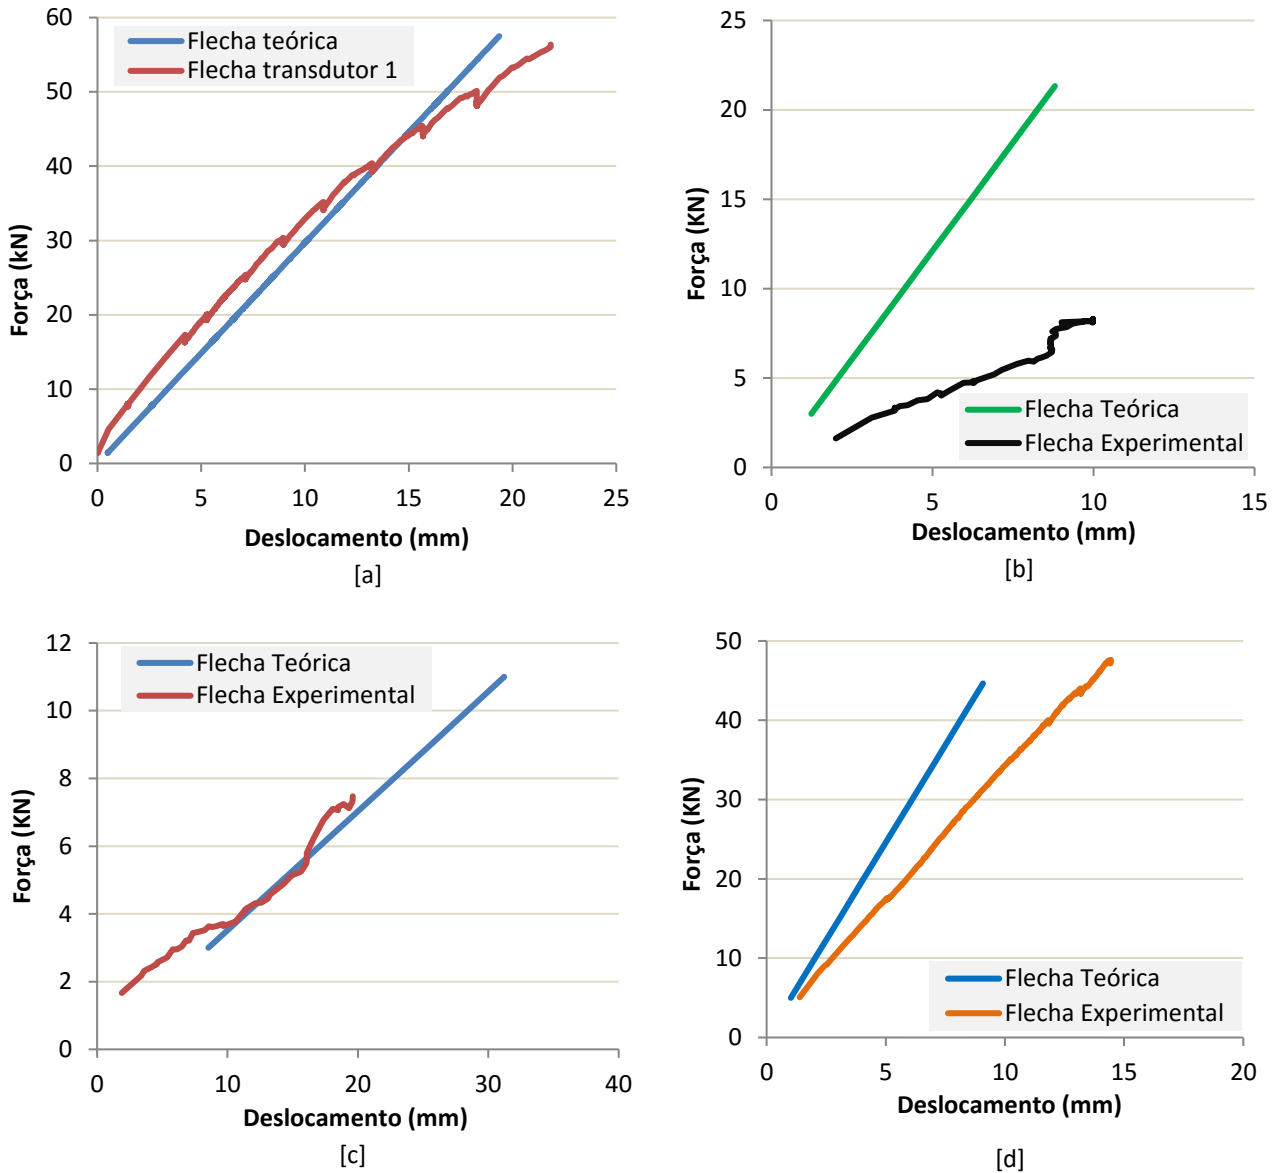 60
50
40
30
20
10
0
Força (kN)
Flecha teórica
Flecha transdutor 1
0 5 10 15 20 25
Deslocamento (mm)
[a]
25
20
15
10
5
0
Força (KN)
Flecha Teórica
Flecha Experimental
0 5 10 15
Deslocamento (mm)
[b]
12
10
8
6
4
2
0
Força (KN)
Flecha Teórica
Flecha Experimental
0 10 20 30 40
Deslocamento (mm)
[c]
50
40
30
20
10
0
Força (KN)
Flecha Teórica
Flecha Experimental
0 5 10 15 20
Deslocamento (mm)
[d]